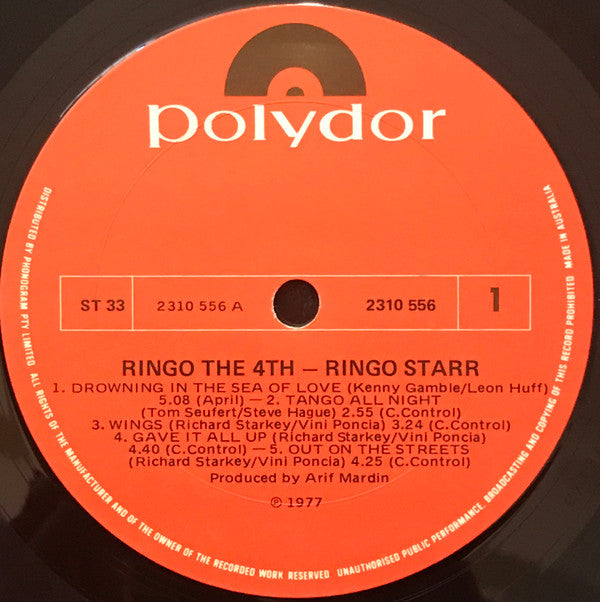 polydor
ST 33 2310 556 A 2310 556 1
RINGO THE 4TH – RINGO STARR
1. DROWNING IN THE SEA OF LOVE (Kenny Gamble/Leon Huff)
5.08 (April) – 2. TANGO ALL NIGHT
(Tom Seufert/Steve Hague) 2.55 (C.Control)
3. WINGS (Richard Starkey/Vini Poncia) 3.24 (C.Control)
4. GAVE IT ALL UP (Richard Starkey/Vini Poncia)
4.40 (C.Control) – 5. OUT ON THE STREETS
(Richard Starkey/Vini Poncia) 4.25 (C.Control)
Produced by Arif Mardin
℗ 1977
DISTRIBUTED BY PHONOGRAM PTY LIMITED ALL RIGHTS OF THE MANUFACTURER AND OF THE OWNER OF THE RECORDED WORK RESERVED UNAUTHORISED PUBLIC PERFORMANCE, BROADCASTING AND COPYING OF THIS RECORD PROHIBITED MADE IN AUSTRALIA